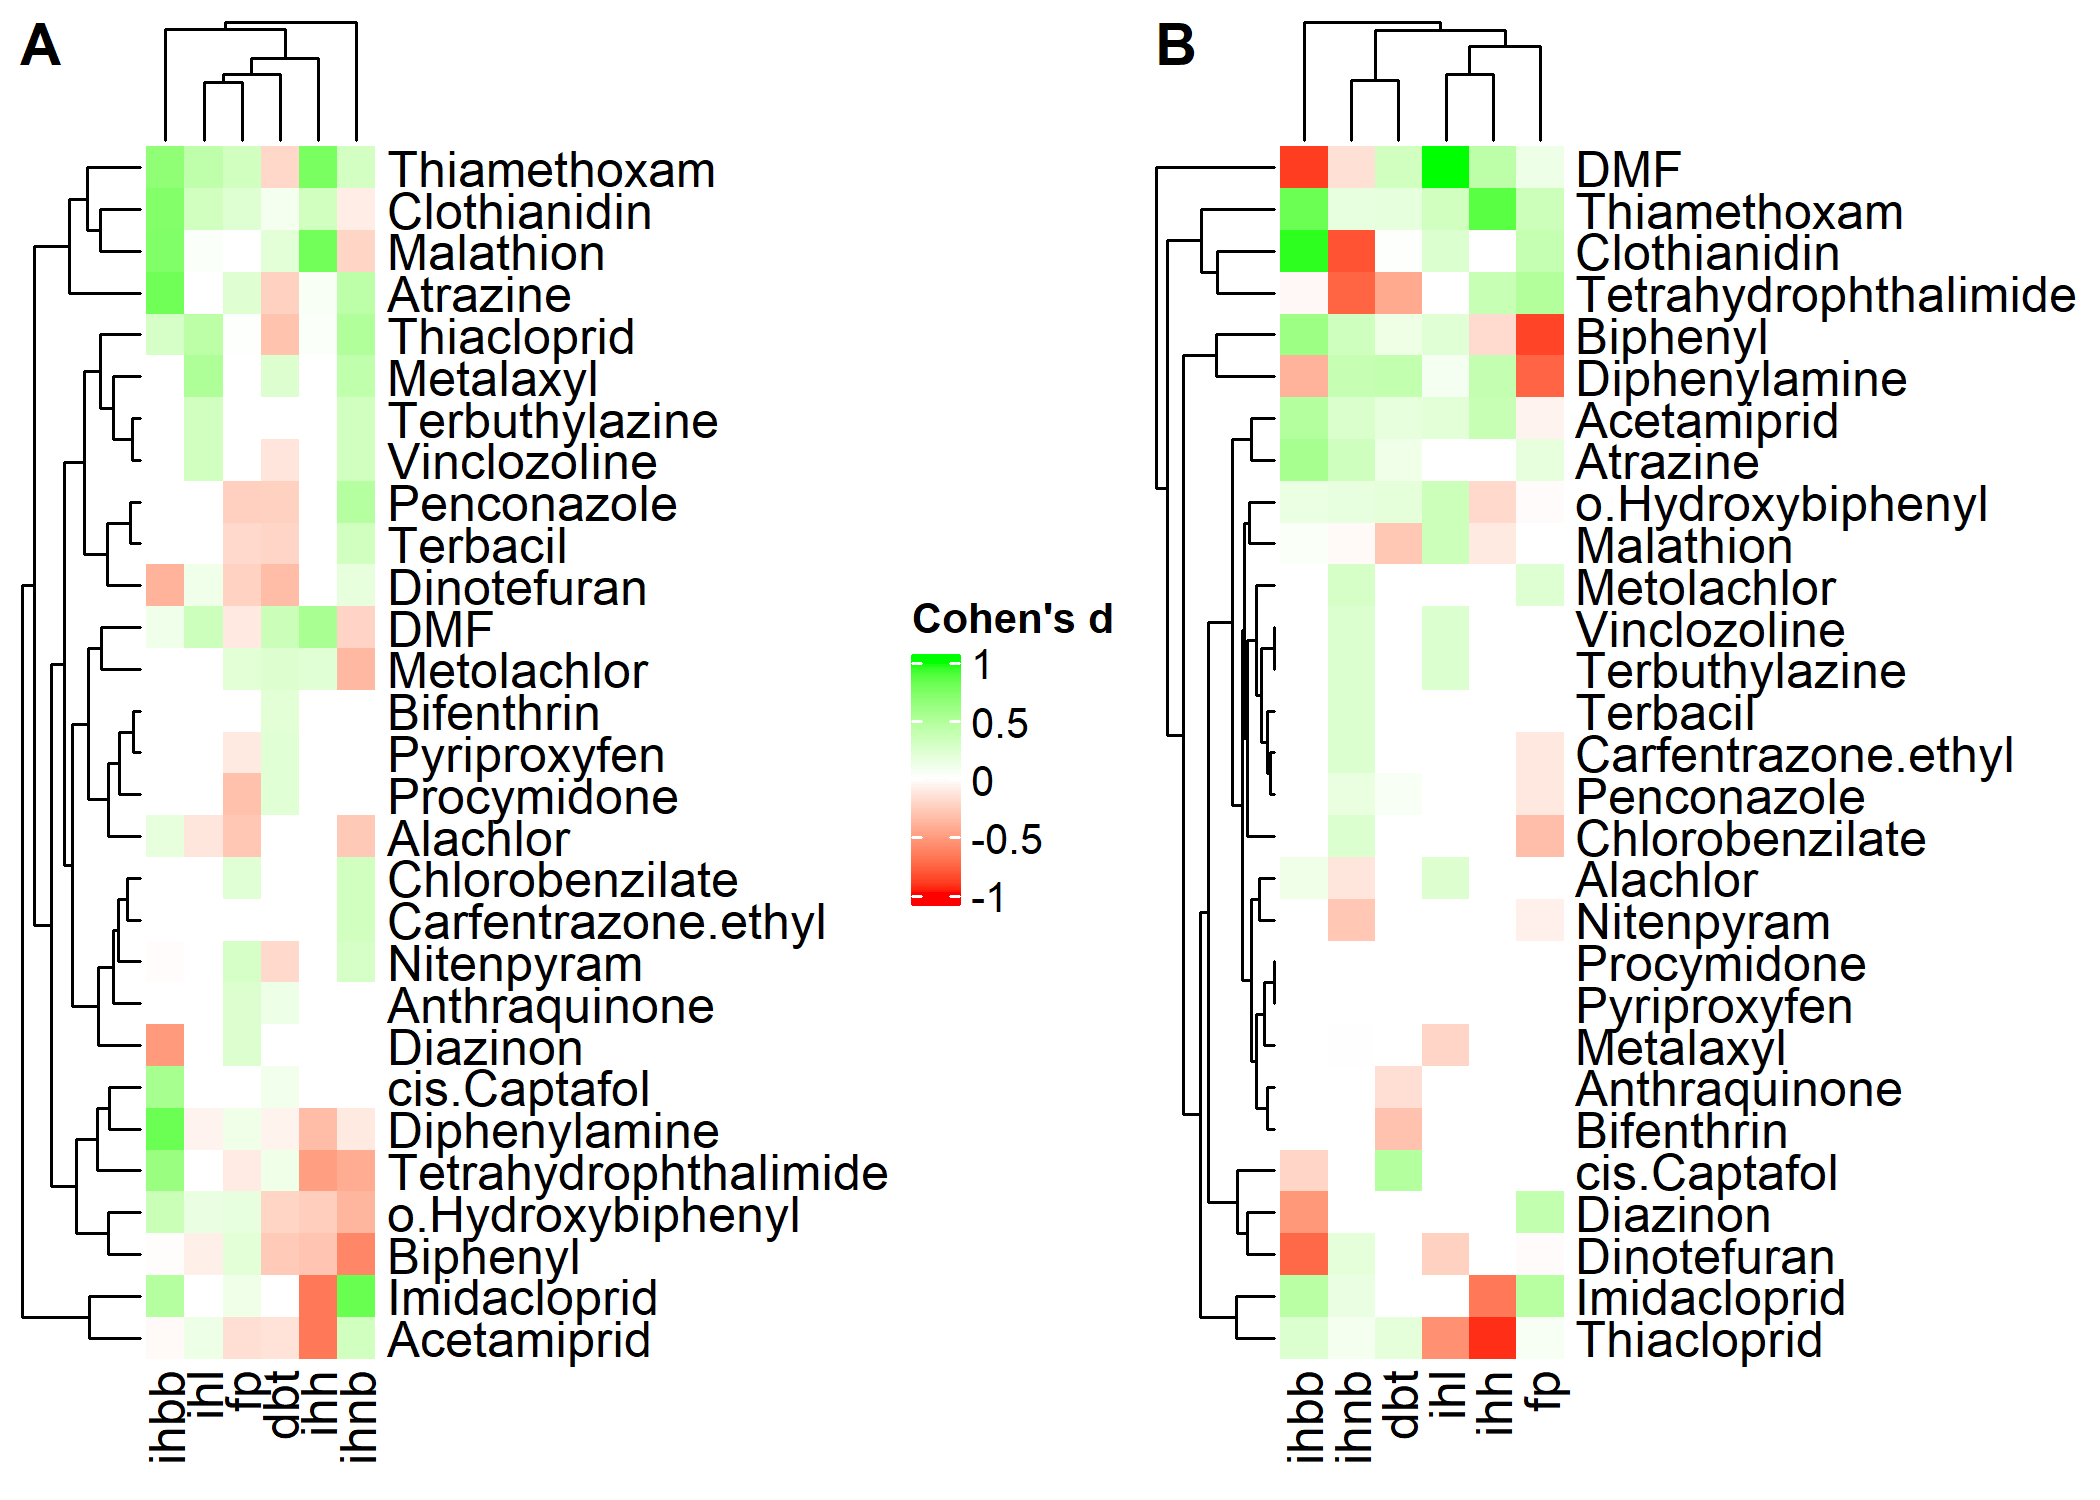 A
Thiamethoxam
Clothianidin
Malathion
Atrazine
Thiacloprid
Metalaxyl
Terbuthylazine
Vinclozoline
Penconazole
Terbacil
Dinotefuran
DMF
Metolachlor
Bifenthrin
Pyriproxyfen
Procymidone
Alachlor
Chlorobenzilate
Carfentrazone.ethyl
Nitenpyram
Anthraquinone
Diazinon
cis.Captafol
Diphenylamine
Tetrahydrophthalimide
o.Hydroxybiphenyl
Biphenyl
Imidacloprid
Acetamiprid
ihbb
ihl
fp
dbt
ihh
ihnb
Cohen's d
1
0.5
0
-0.5
-1
B
DMF
Thiamethoxam
Clothianidin
Tetrahydrophthalimide
Biphenyl
Diphenylamine
Acetamiprid
Atrazine
o.Hydroxybiphenyl
Malathion
Metolachlor
Vinclozoline
Terbuthylazine
Terbacil
Carfentrazone.ethyl
Penconazole
Chlorobenzilate
Alachlor
Nitenpyram
Procymidone
Pyriproxyfen
Metalaxyl
Anthraquinone
Bifenthrin
cis.Captafol
Diazinon
Dinotefuran
Imidacloprid
Thiacloprid
ihbb
ihnb
dbt
ihl
ihh
fp